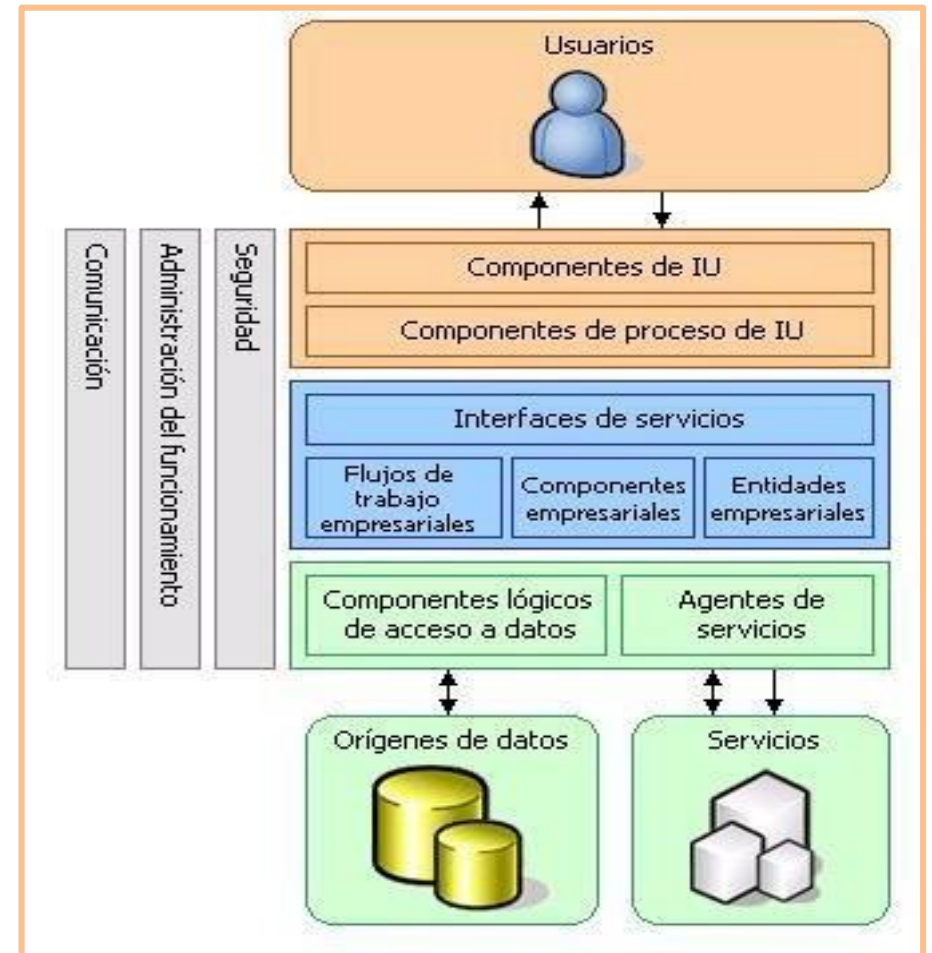 Usuarios
Comunicación
Administración del funcionamiento
Seguridad
Componentes de IU
Componentes de proceso de IU
Interfaces de servicios
Flujos de
trabajo
empresariales
Componentes
empresariales
Entidades
empresariales
Componentes lógicos
de acceso a datos
Agentes de
servicios
Orígenes de datos
Servicios